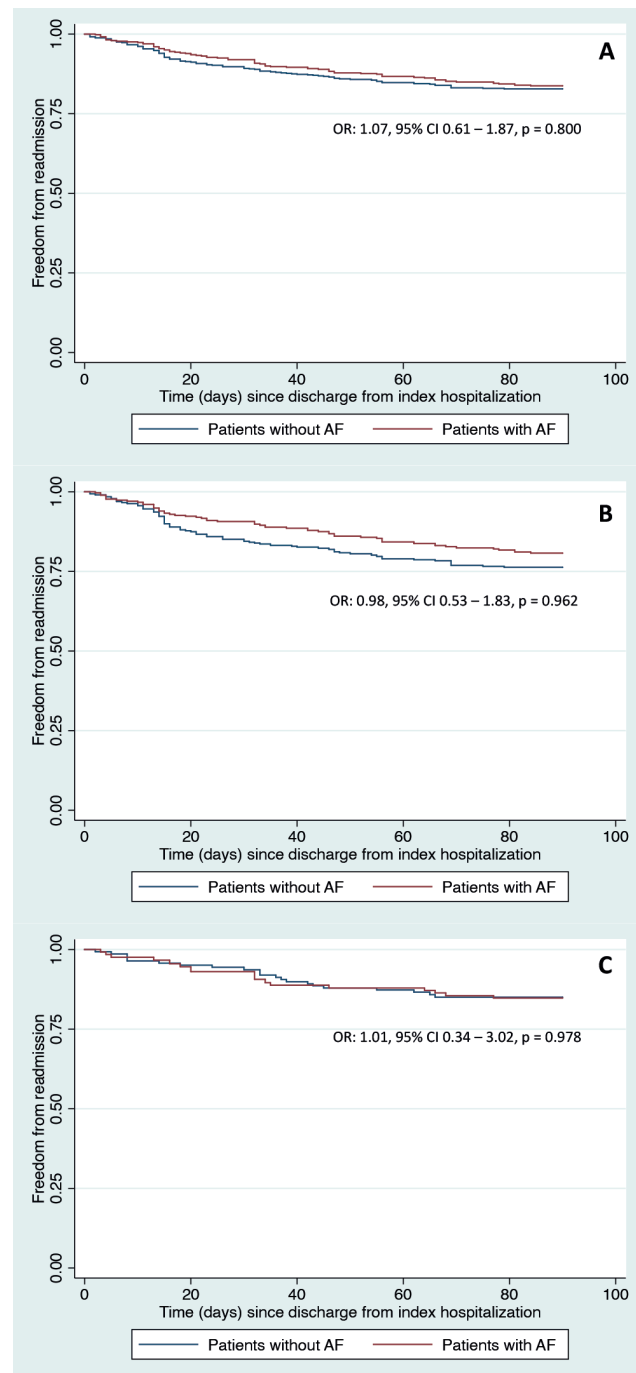 A
1.00
0.75
0.50
0.25
0.00
Freedom from readmission
OR: 1.07, 95% CI 0.61 – 1.87, p = 0.800
0 20 40 60 80 100
Time (days) since discharge from index hospitalization
Patients without AF Patients with AF
B
1.00
0.75
0.50
0.25
0.00
Freedom from readmission
OR: 0.98, 95% CI 0.53 – 1.83, p = 0.962
0 20 40 60 80 100
Time (days) since discharge from index hospitalization
Patients without AF Patients with AF
C
1.00
0.75
0.50
0.25
0.00
Freedom from readmission
OR: 1.01, 95% CI 0.34 – 3.02, p = 0.978
0 20 40 60 80 100
Time (days) since discharge from index hospitalization
Patients without AF Patients with AF